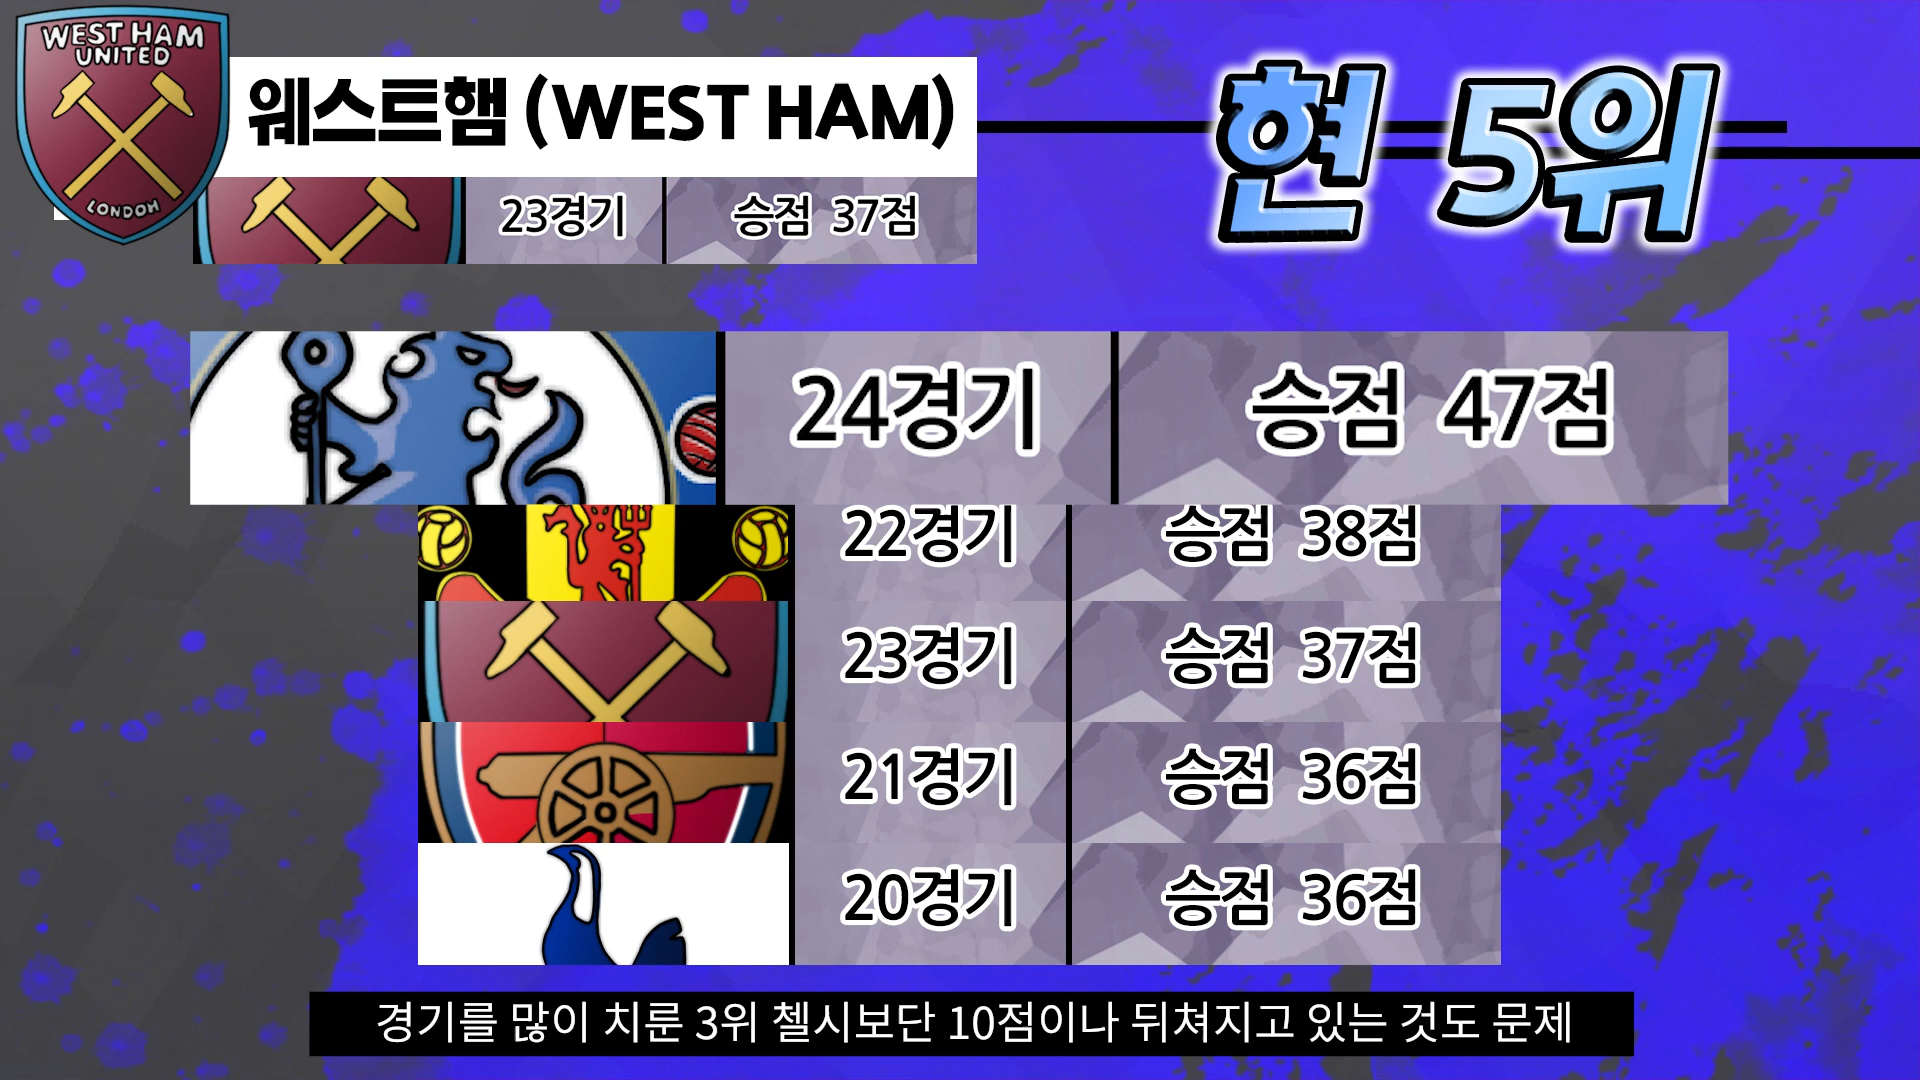 WEST HAM
UNITED
LONDON
웨스트햄 (WEST HAM)
현 5위
23경기 승점 37점
24경기 승점 47점
22경기 승점 38점
23경기 승점 37점
21경기 승점 36점
20경기 승점 36점
경기를 많이 치룬 3위 첼시보단 10점이나 뒤쳐지고 있는 것도 문제